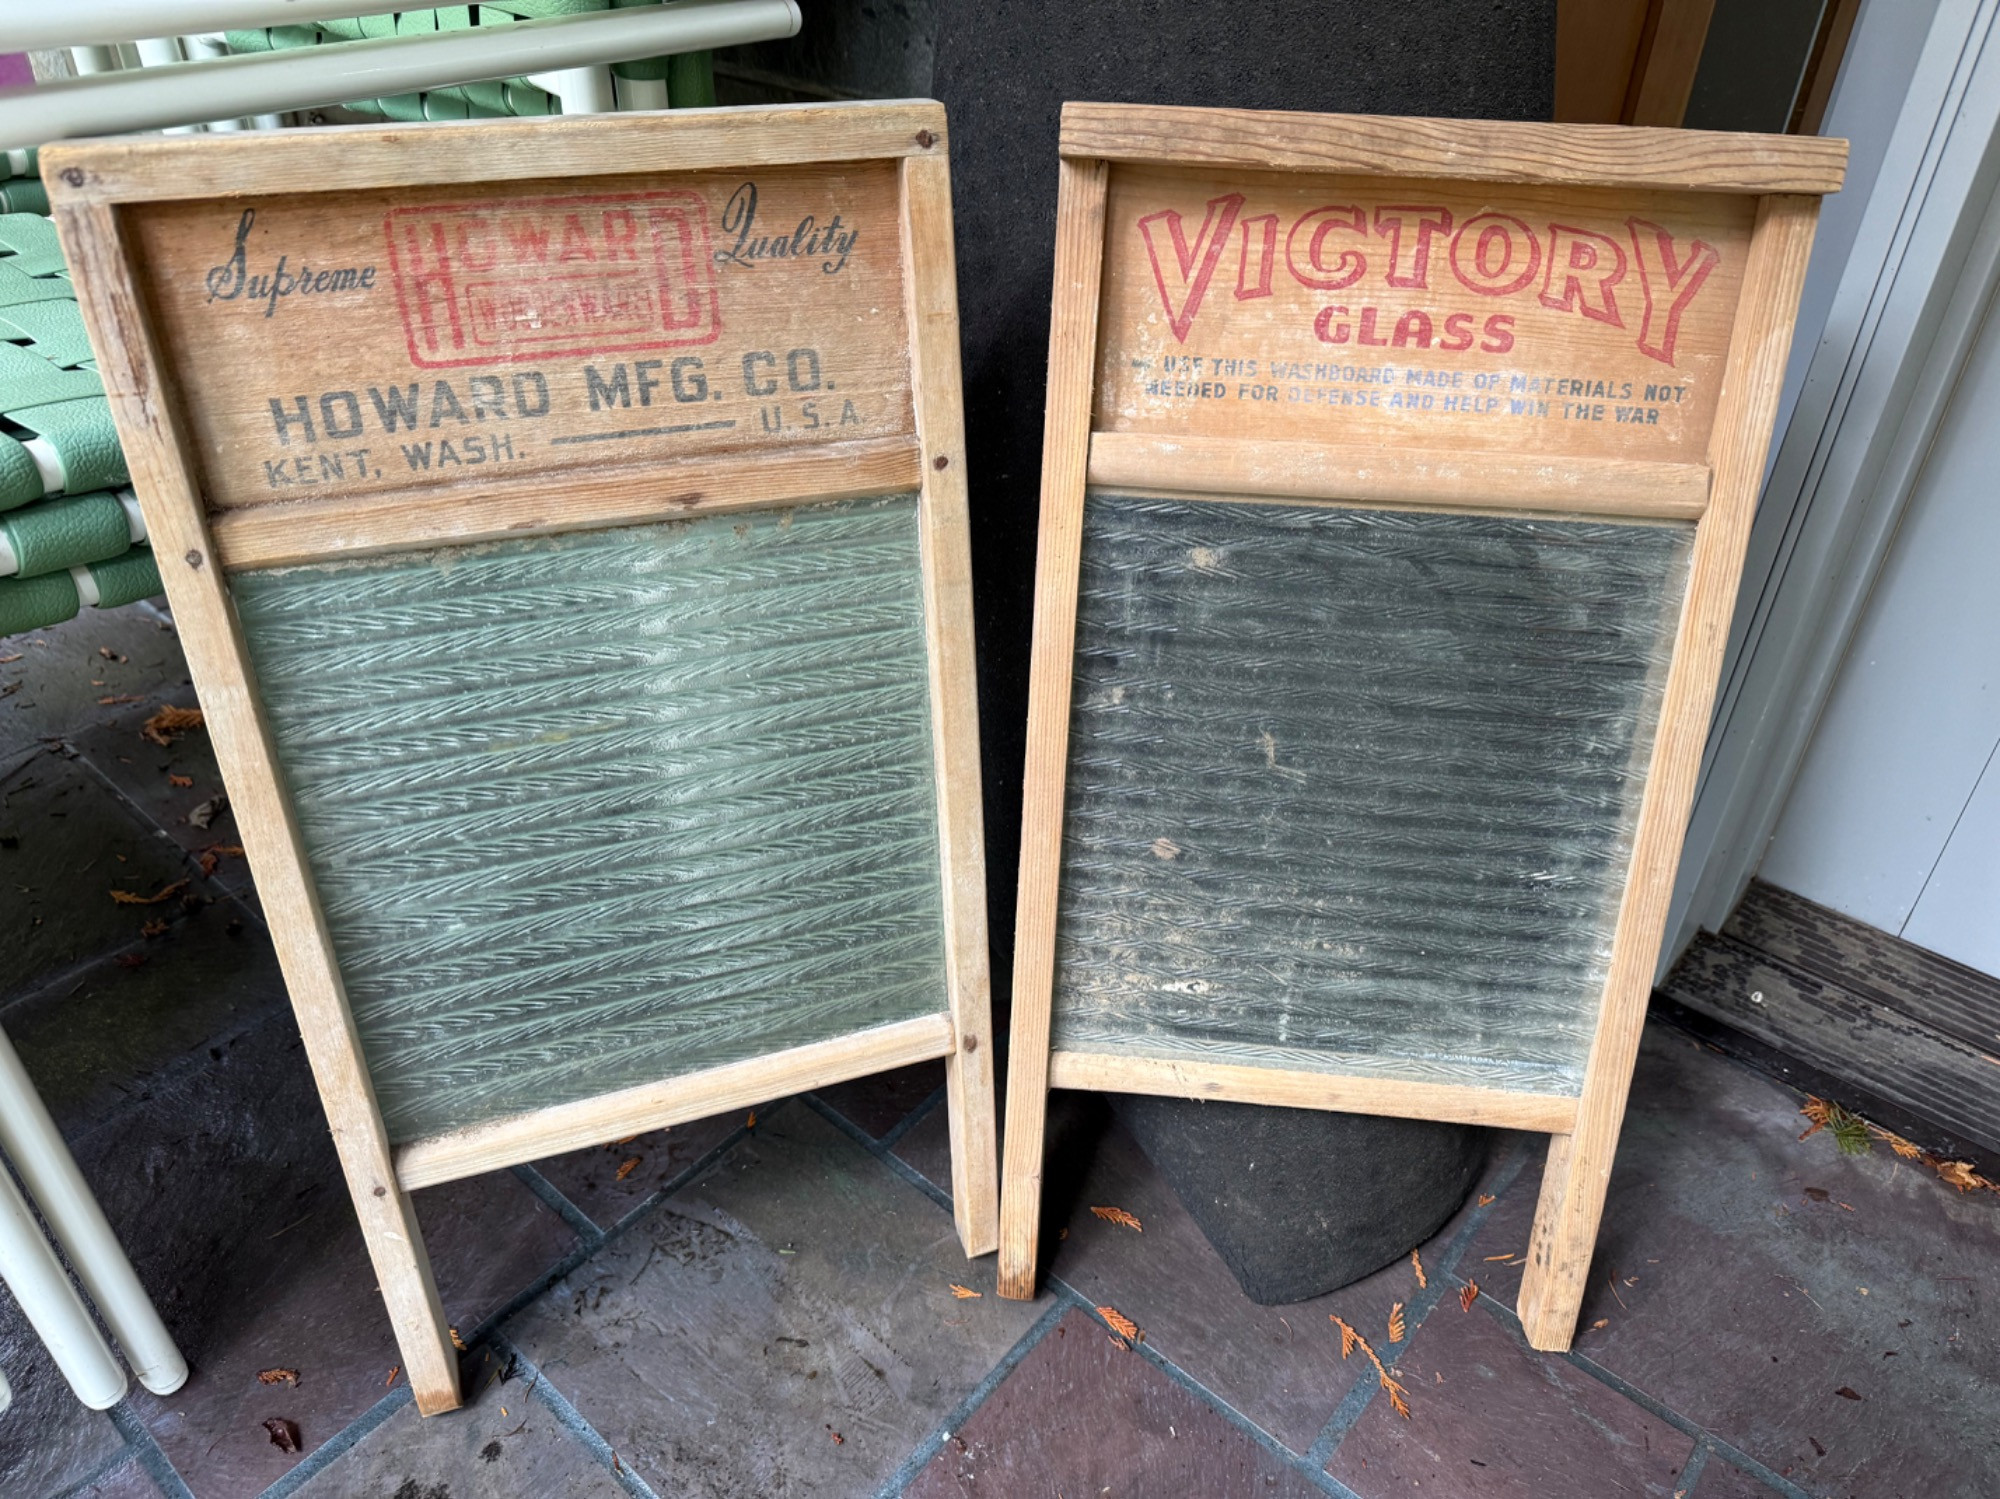 Supreme HOWARD Quality
WOODENWARE
HOWARD MFG. CO.
KENT, WASH. U.S.A.
VICTORY
GLASS
USE THIS WASHBOARD MADE OF MATERIALS NOT
NEEDED FOR DEFENSE AND HELP WIN THE WAR